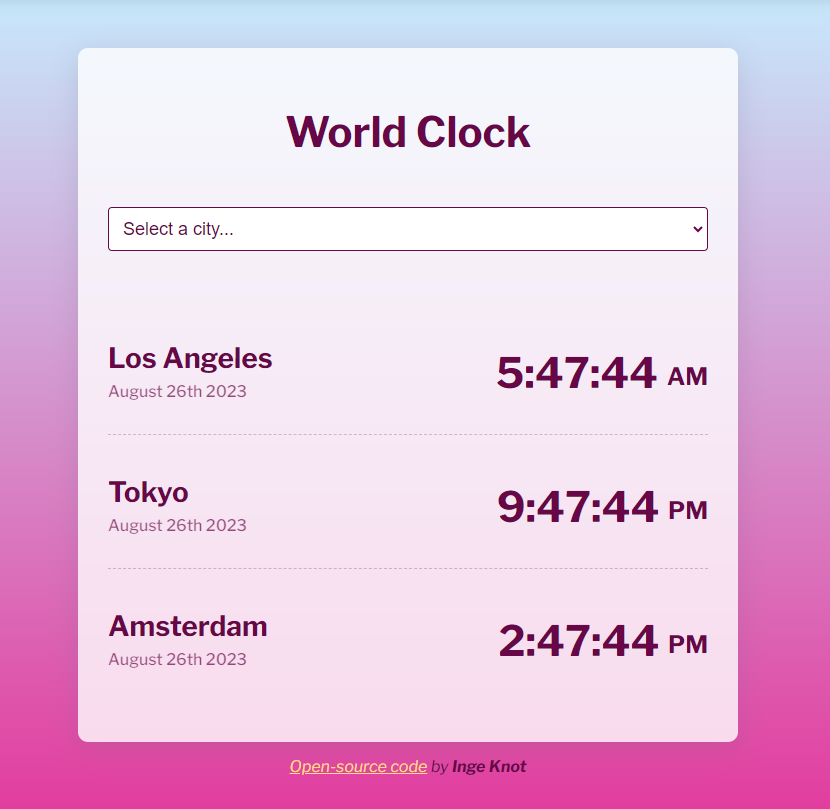 World Clock
Select a city...
Los Angeles
August 26th 2023
5:47:44 AM
Tokyo
August 26th 2023
9:47:44 PM
Amsterdam
August 26th 2023
2:47:44 PM
Open-source code by Inge Knot